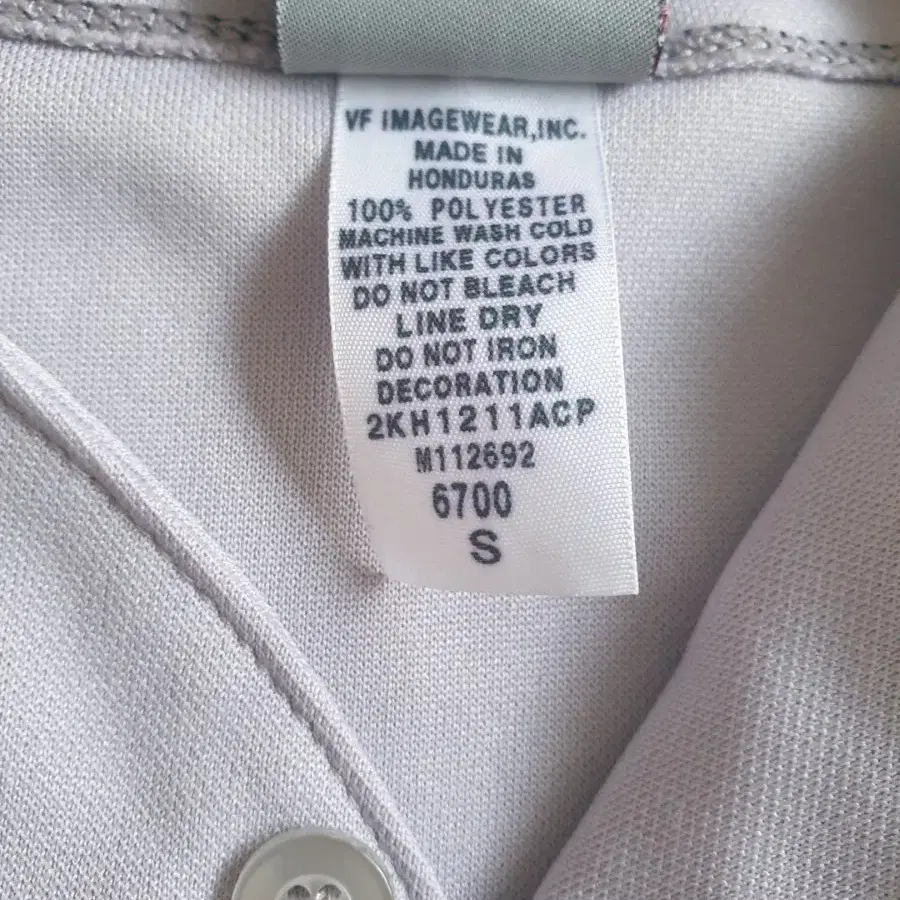 VF IMAGEWEAR,INC.
MADE IN
HONDURAS
100% POLYESTER
MACHINE WASH COLD
WITH LIKE COLORS
DO NOT BLEACH
LINE DRY
DO NOT IRON
DECORATION
2KH1211ACP
M112692
6700
S